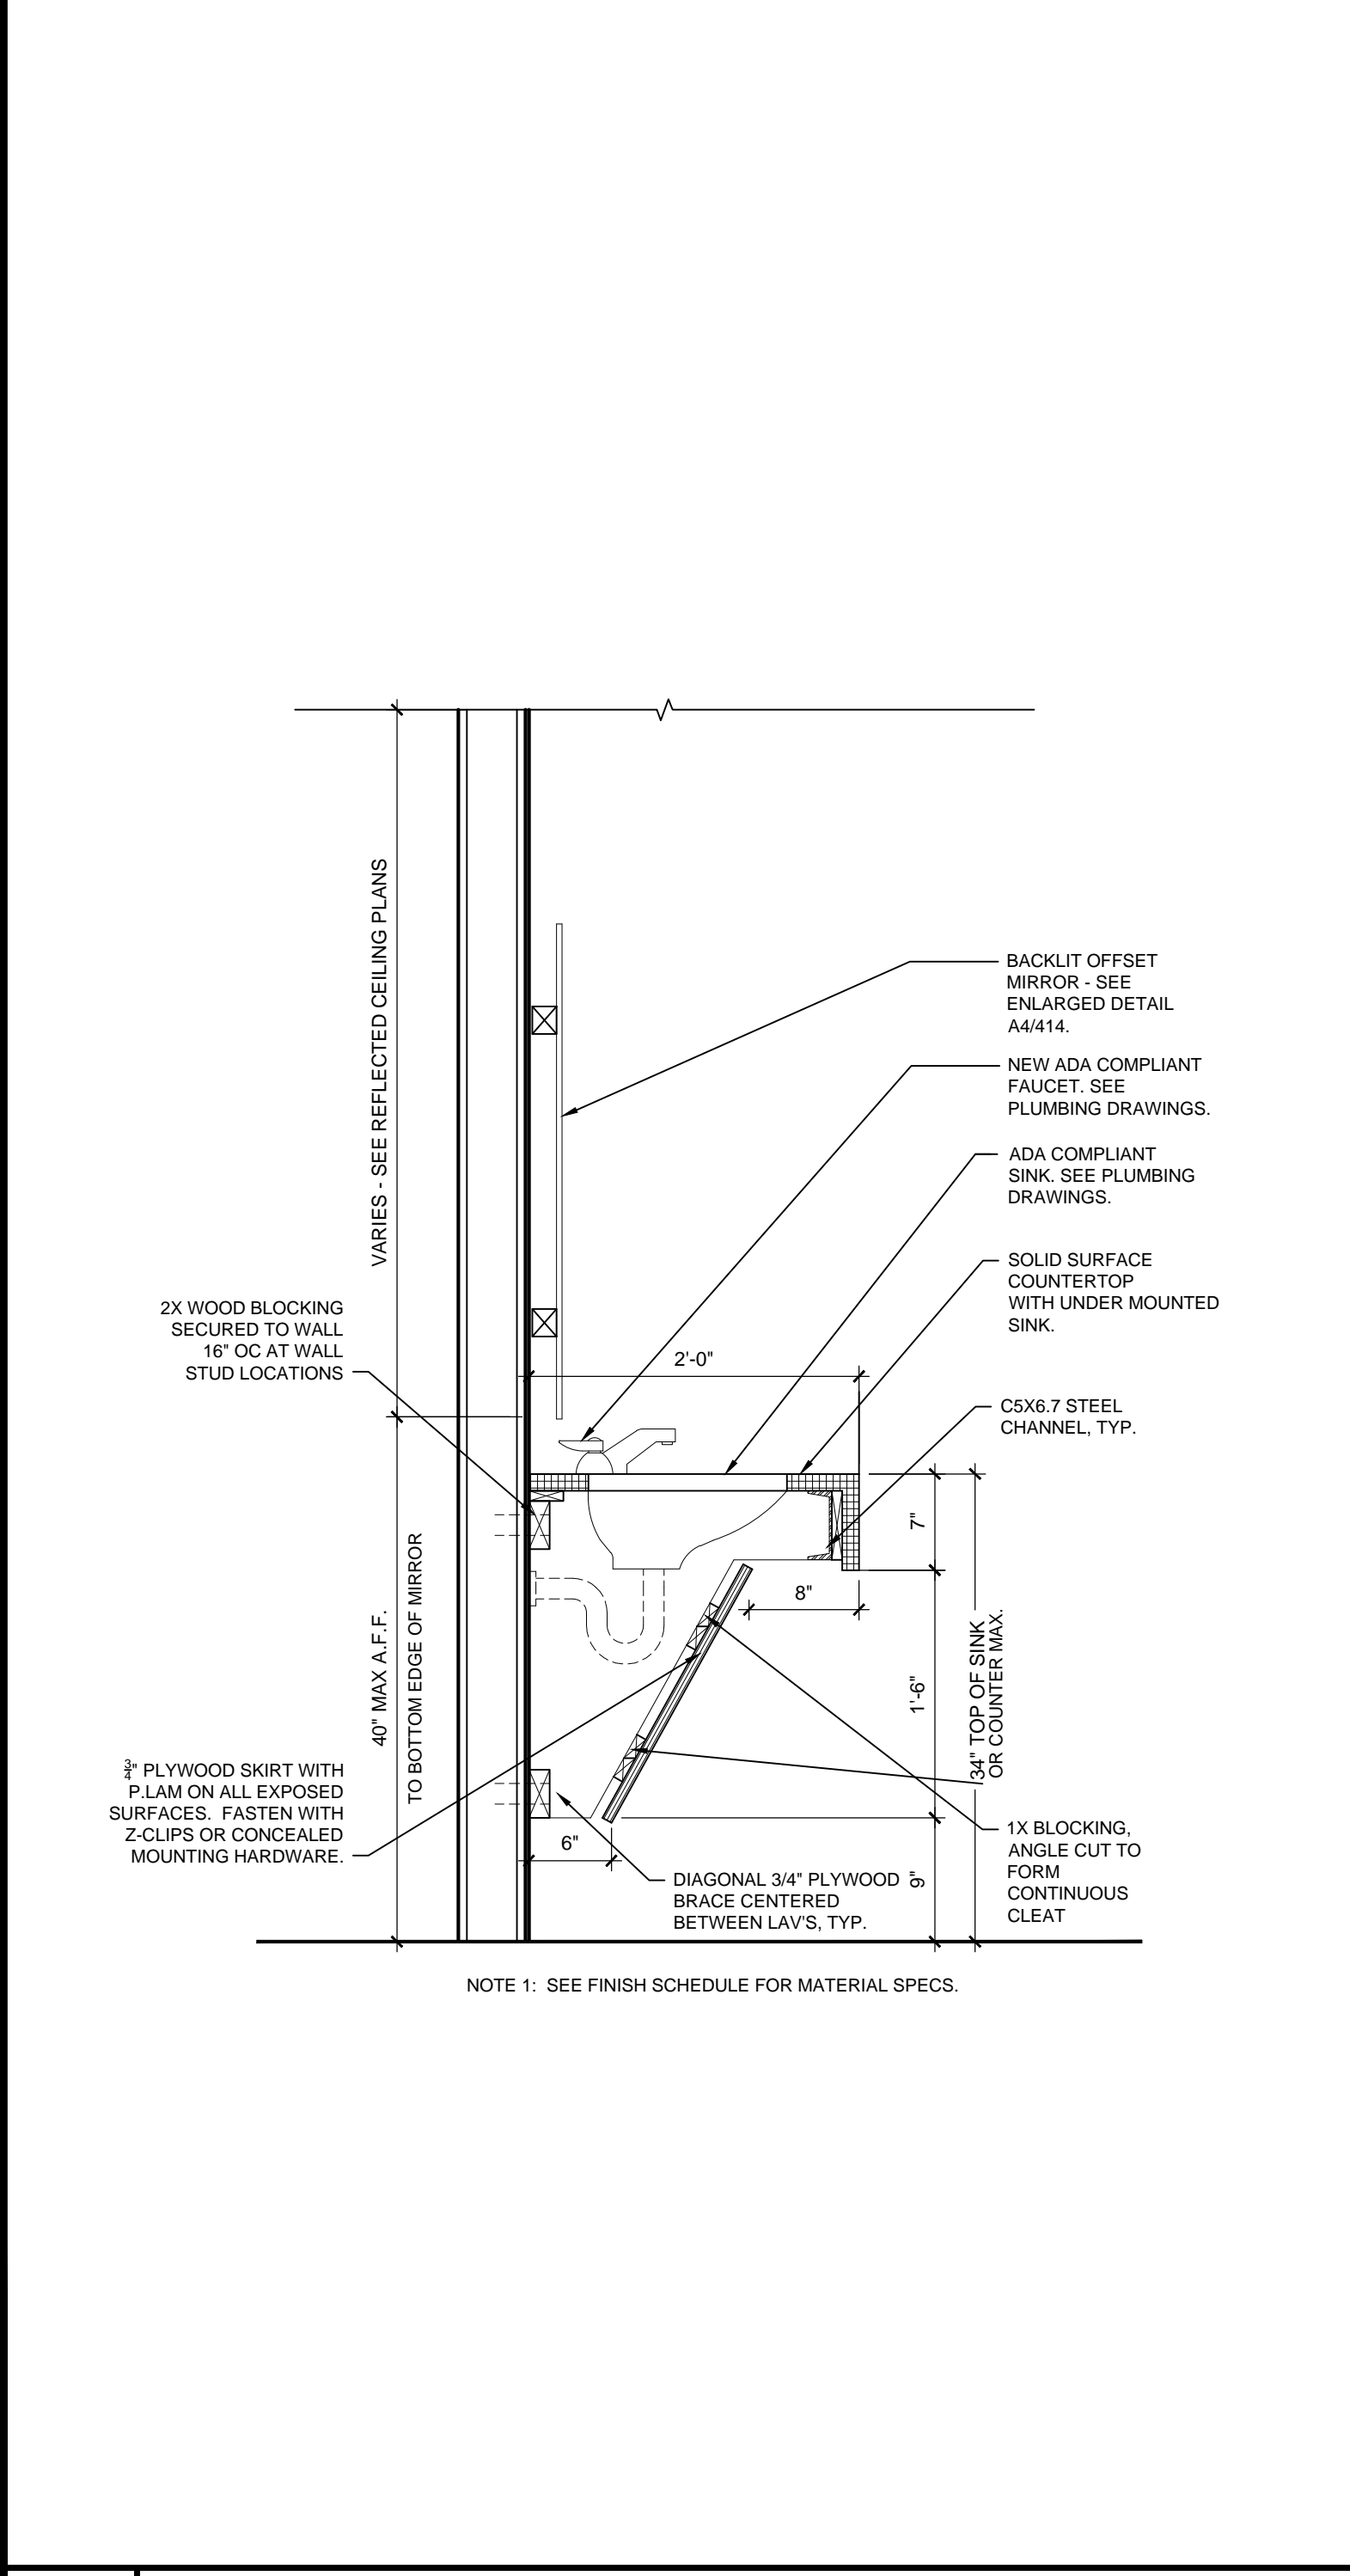 VARIES - SEE REFLECTED CEILING PLANS
BACKLIT OFFSET
MIRROR - SEE
ENLARGED DETAIL
A4/414.
NEW ADA COMPLIANT
FAUCET. SEE
PLUMBING DRAWINGS.
ADA COMPLIANT
SINK. SEE PLUMBING
DRAWINGS.
SOLID SURFACE
COUNTERTOP
WITH UNDER MOUNTED
SINK.
2X WOOD BLOCKING
SECURED TO WALL
16" OC AT WALL
STUD LOCATIONS
2'-0"
C5X6.7 STEEL
CHANNEL, TYP.
7"
8"
1'-6"
34" TOP OF SINK
OR COUNTER MAX.
40" MAX A.F.F.
TO BOTTOM EDGE OF MIRROR
3/4" PLYWOOD SKIRT WITH
P.LAM ON ALL EXPOSED
SURFACES.  FASTEN WITH
Z-CLIPS OR CONCEALED
MOUNTING HARDWARE.
6"
9"
DIAGONAL 3/4" PLYWOOD
BRACE CENTERED
BETWEEN LAV'S, TYP.
1X BLOCKING,
ANGLE CUT TO
FORM
CONTINUOUS
CLEAT
NOTE 1:  SEE FINISH SCHEDULE FOR MATERIAL SPECS.